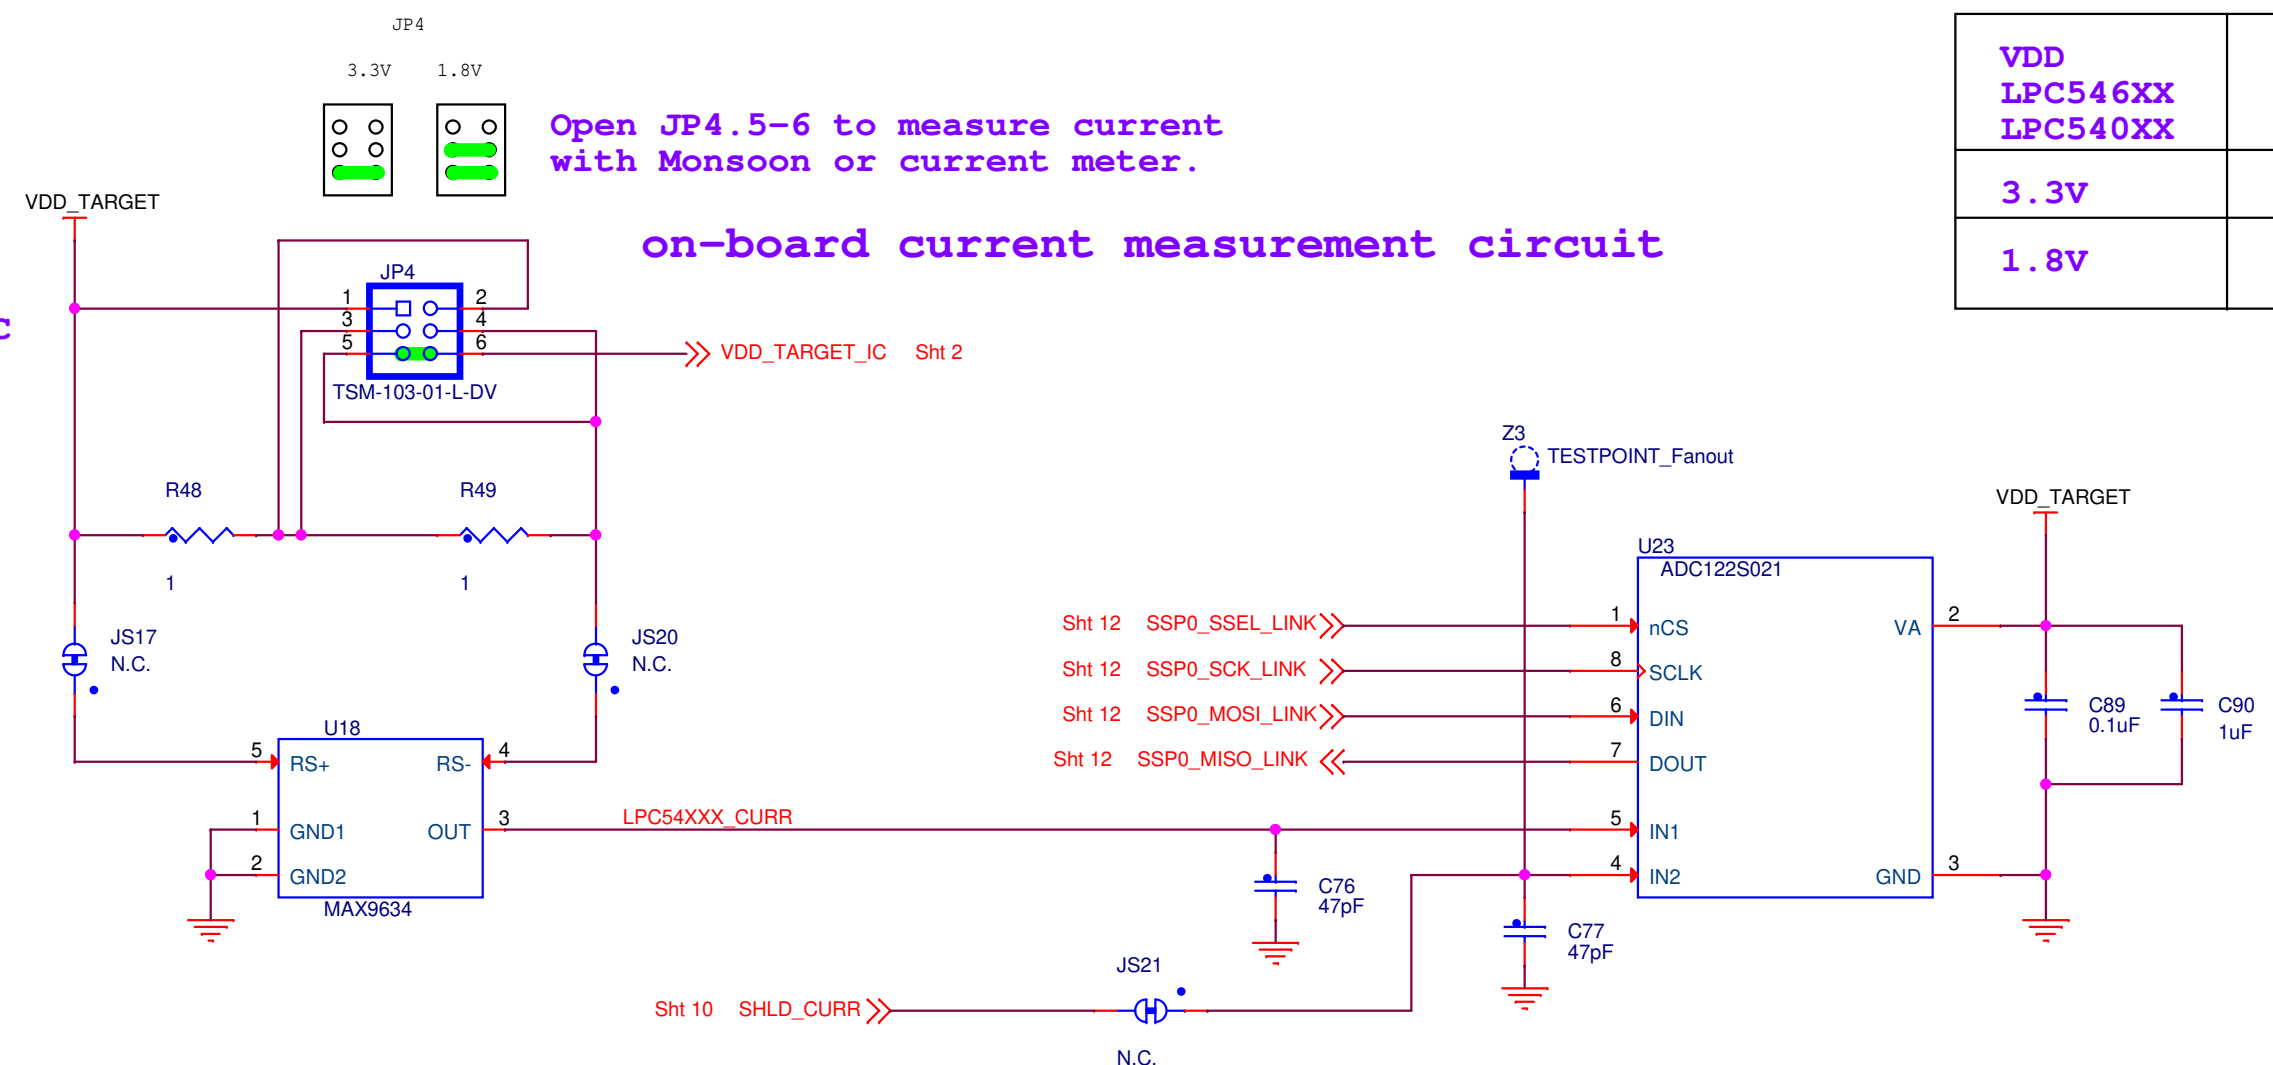 JP4
3.3V 1.8V
Open JP4.5-6 to measure current
with Monsoon or current meter.
on-board current measurement circuit
VDD
LPC546XX
LPC540XX
3.3V
1.8V
VDD_TARGET
C
JP4
1 2
3 4
5 6
TSM-103-01-L-DV
VDD_TARGET_IC Sht 2
R48
1
R49
1
JS17
N.C.
JS20
N.C.
U18
5 RS+ RS- 4
1 GND1 OUT 3
2 GND2
MAX9634
LPC54XXX_CURR
Z3
TESTPOINT_Fanout
VDD_TARGET
U23
ADC122S021
Sht 12 SSP0_SSEL_LINK 1 nCS VA 2
Sht 12 SSP0_SCK_LINK 8 SCLK
Sht 12 SSP0_MOSI_LINK 6 DIN
Sht 12 SSP0_MISO_LINK 7 DOUT
5 IN1
4 IN2 GND 3
C89
0.1uF
C90
1uF
C76
47pF
C77
47pF
JS21
Sht 10 SHLD_CURR
N.C.